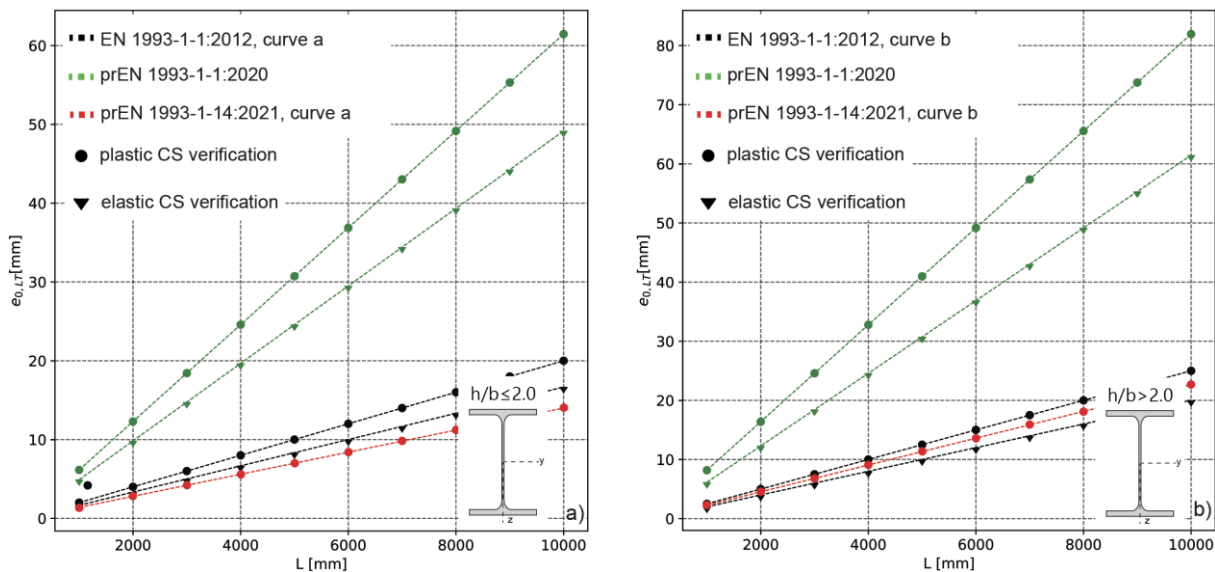 EN 1993-1-1:2012, curve a
prEN 1993-1-1:2020
prEN 1993-1-14:2021, curve a
plastic CS verification
elastic CS verification
60
50
40
30
20
10
0
e0,LT[mm]
h/b≤2.0
y
z
a)
2000 4000 6000 8000 10000
L [mm]
EN 1993-1-1:2012, curve b
prEN 1993-1-1:2020
prEN 1993-1-14:2021, curve b
plastic CS verification
elastic CS verification
80
70
60
50
40
30
20
10
0
e0,LT[mm]
h/b>2.0
y
z
b)
2000 4000 6000 8000 10000
L [mm]